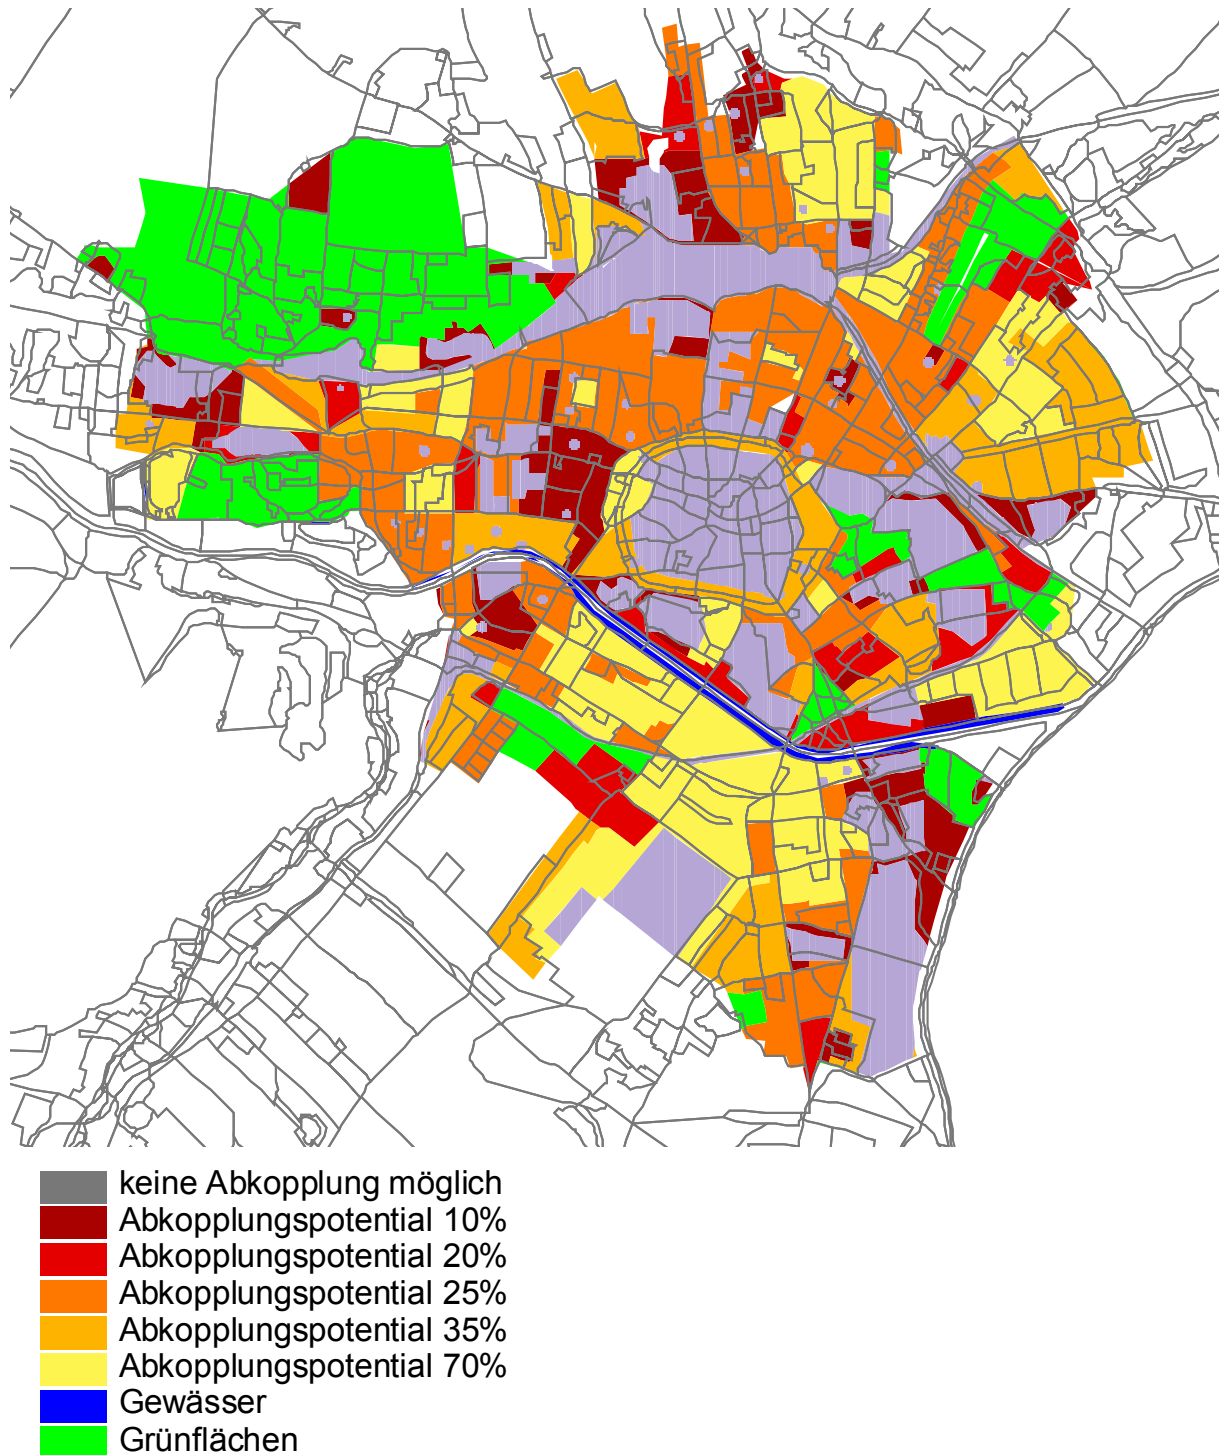 keine Abkopplung möglich
Abkopplungspotential 10%
Abkopplungspotential 20%
Abkopplungspotential 25%
Abkopplungspotential 35%
Abkopplungspotential 70%
Gewässer
Grünflächen